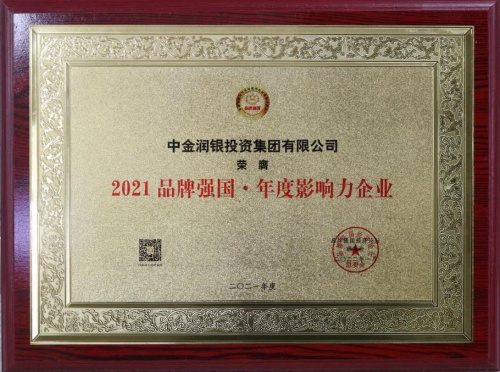 中金润银投资集团有限公司
荣膺
2021 品牌强国·年度影响力企业
二〇二一年度